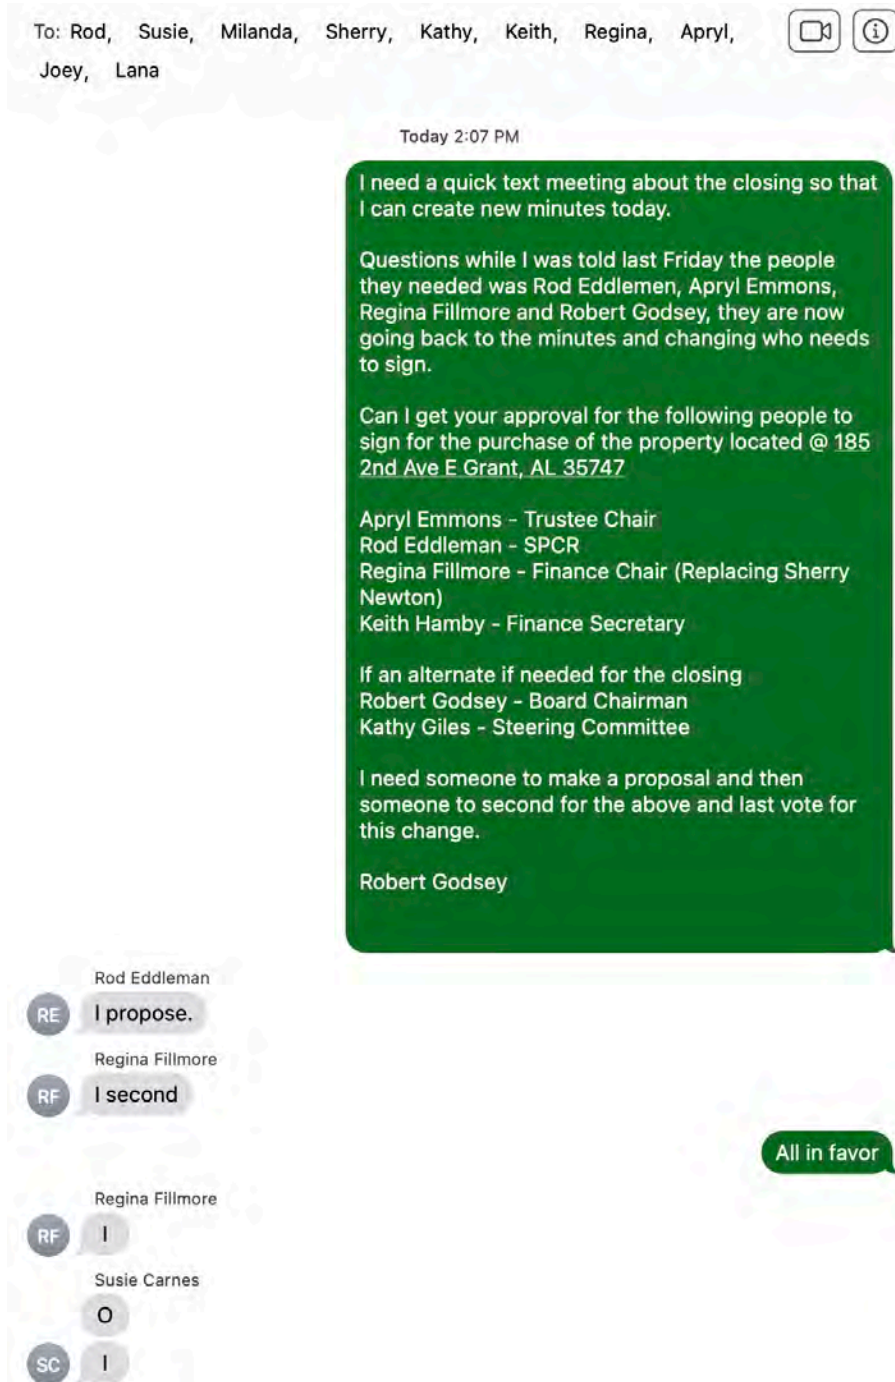 To: Rod, Susie, Milanda, Sherry, Kathy, Keith, Regina, Apryl,
Joey, Lana
Today 2:07 PM
I need a quick text meeting about the closing so that
I can create new minutes today.
Questions while I was told last Friday the people
they needed was Rod Eddlemen, Apryl Emmons,
Regina Fillmore and Robert Godsey, they are now
going back to the minutes and changing who needs
to sign.
Can I get your approval for the following people to
sign for the purchase of the property located @ 185
2nd Ave E Grant, AL 35747
Apryl Emmons - Trustee Chair
Rod Eddleman - SPCR
Regina Fillmore - Finance Chair (Replacing Sherry
Newton)
Keith Hamby - Finance Secretary
If an alternate if needed for the closing
Robert Godsey - Board Chairman
Kathy Giles - Steering Committee
I need someone to make a proposal and then
someone to second for the above and last vote for
this change.
Robert Godsey
Rod Eddleman
RE I propose.
Regina Fillmore
RF I second
All in favor
Regina Fillmore
RF I
Susie Carnes
O
SC I